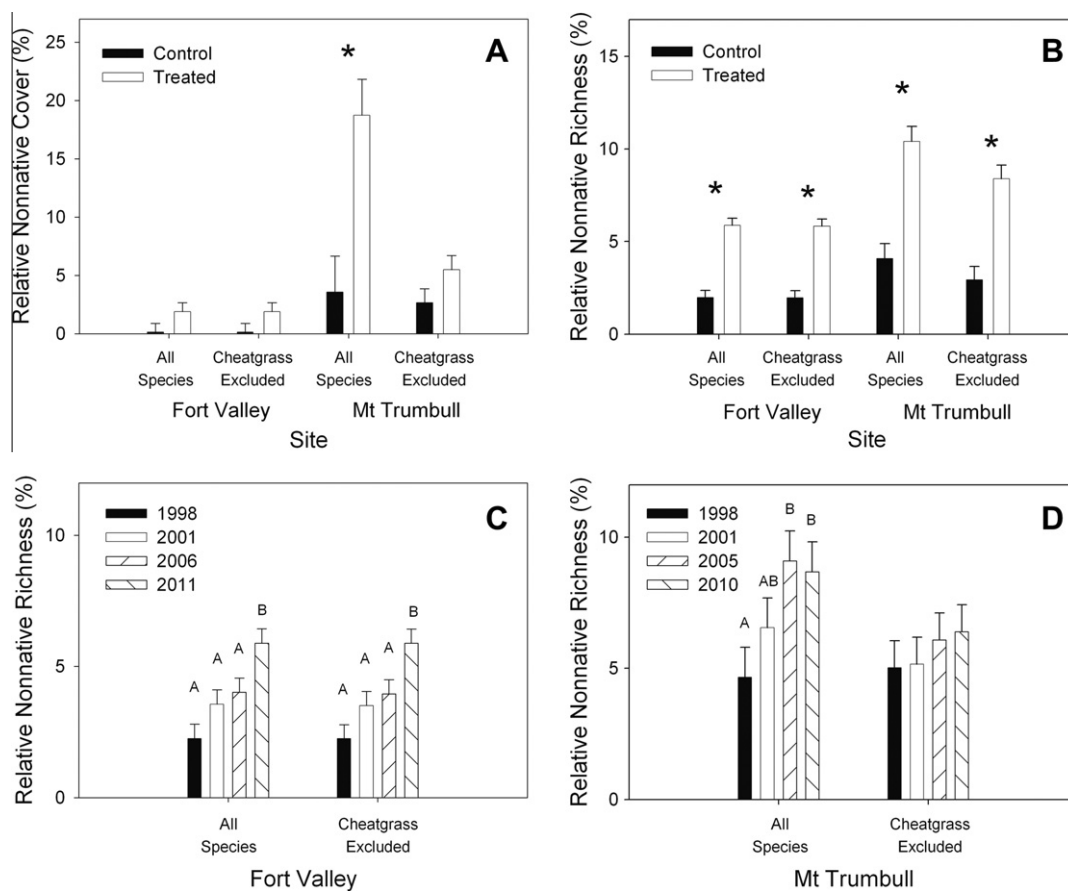 Relative Nonnative Cover (%)
25
20
15
10
5
0
Control
Treated
*
A
All
Species
Cheatgrass
Excluded
All
Species
Cheatgrass
Excluded
Fort Valley
Mt Trumbull
Site
Relative Nonnative Richness (%)
15
10
5
0
Control
Treated
*
*
*
*
B
All
Species
Cheatgrass
Excluded
All
Species
Cheatgrass
Excluded
Fort Valley
Mt Trumbull
Site
Relative Nonnative Richness (%)
10
5
0
1998
2001
2006
2011
C
A
A
A
B
A
A
A
B
All
Species
Cheatgrass
Excluded
Fort Valley
Relative Nonnative Richness (%)
10
5
0
1998
2001
2005
2010
D
A
AB
B
B
All
Species
Cheatgrass
Excluded
Mt Trumbull